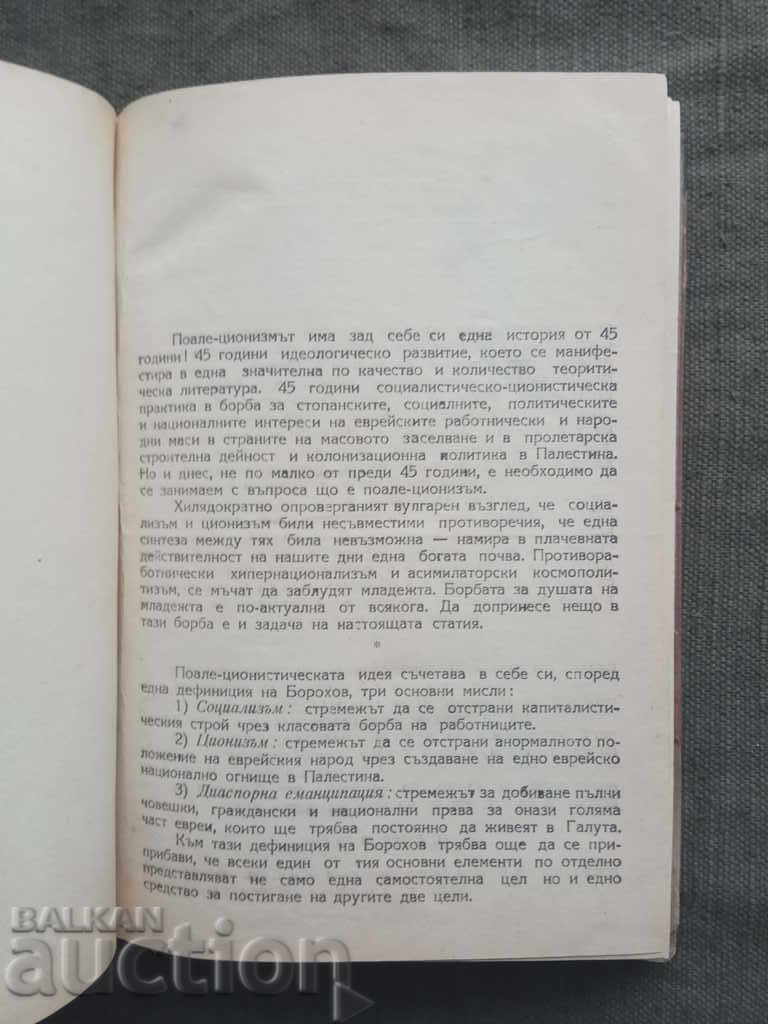 Поале-ционизмът има зад себе си една история от 45
години! 45 години идеологическо развитие, което се манифе-
стира в една значителна по качество и количество теорити-
ческа литература. 45 години социалистическо-ционистическа
практика в борба за стопанските, социалните, политическите
и националните интереси на еврейските работнически и народ-
дни маси в страните на масовото заселване и в пролетарска
строителна дейност и колонизационна политика в Палестина.
Но и днес, не по малко от преди 45 години, е необходимо да
се занимаем с въпроса що е поале-ционизъм.
Хилядократно опровerганият вулгарен възглед, че социа-
лизъм и ционизъм били несъвместими противоречия, че една
синтеза между тях била невъзможна — намира в плачевната
действителност на нашите дни една богата почва. Противора-
ботнически хипернационализъм и асимилаторски космополи-
тизъм, се мъчат да заблудят младежта. Борбата за душата на
младежта е по-актуална от всякога. Да допринесе нещо в
тази борба е и задача на настоящата статия.
*
Поале-ционистическата идея съчетава в себе си, според
една дефиниция на Борохов, три основни мисли:
1) Социализъм: стремежът да се отстрани капиталисти-
ческия строй чрез класовата борба на работниците.
2) Ционизъм: стремежът да се отстрани анормалното по-
ложение на еврейския народ чрез създаване на едно еврейско
национално огнище в Палестина.
3) Диаспорна еманципация: стремежът за добиване пълни
човешки, граждански и национални права за онази голяма
част евреи, които ще трябва постоянно да живеят в Галута.
Към тази дефиниция на Борохов трябва още да се при-
прибави, че всеки един от тия основни елементи по отделно
представляват не само една самостоятелна цел но и едно
средство за постигане на другите две цели.
BALKAN
auction